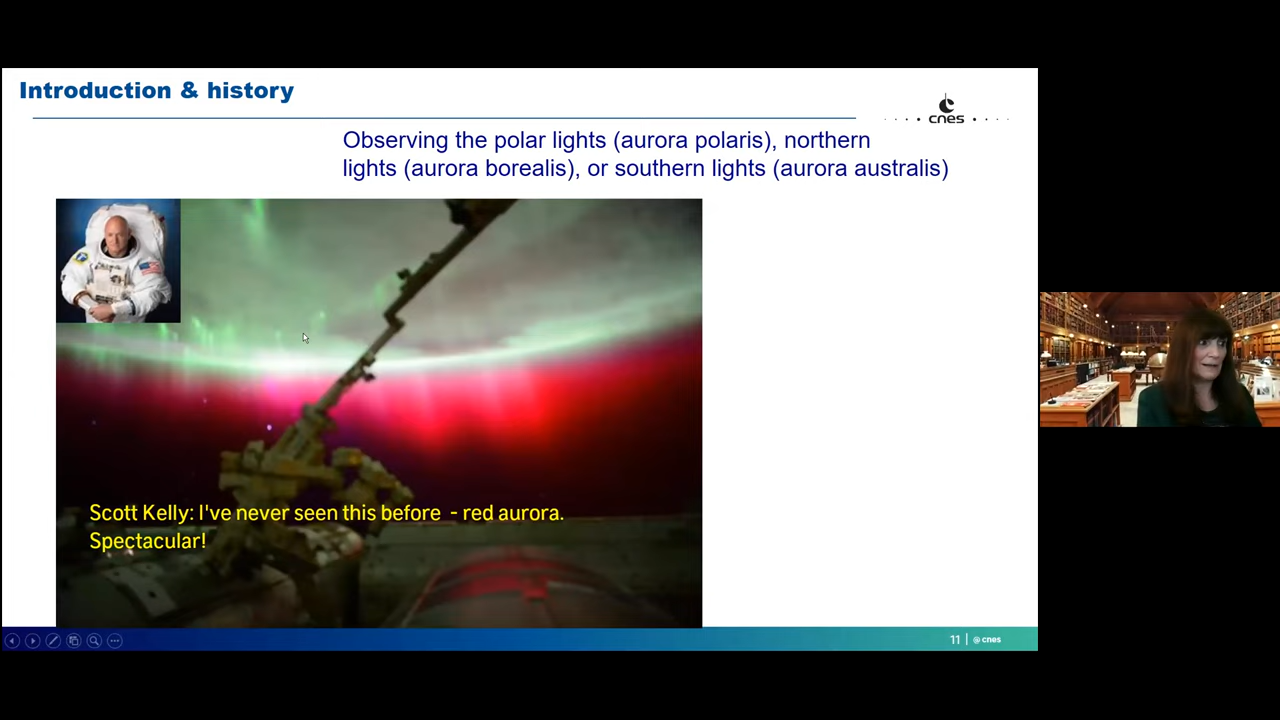 Introduction & history
cnes
Observing the polar lights (aurora polaris), northern
lights (aurora borealis), or southern lights (aurora australis)
Scott Kelly: I've never seen this before - red aurora.
Spectacular!
11 | @ cnes